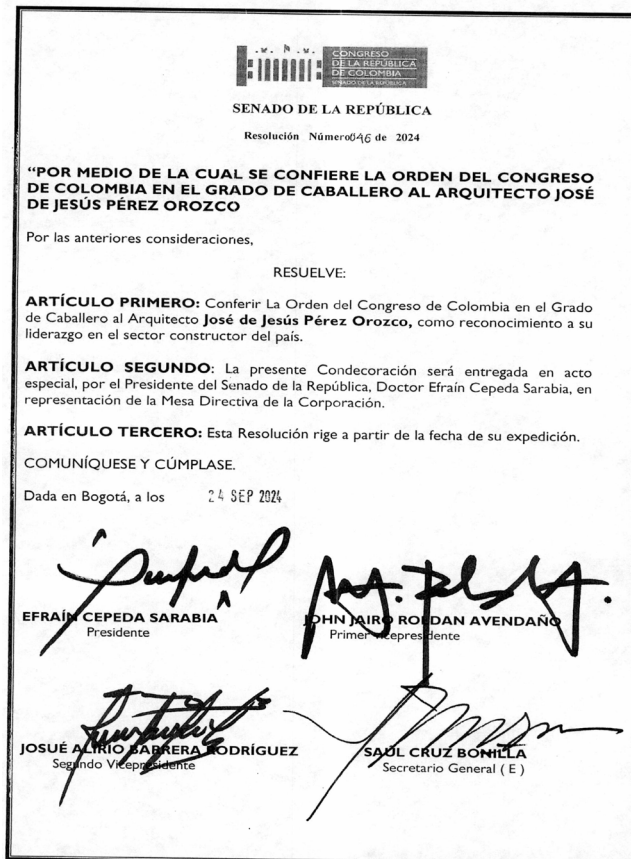 CONGRESO
DE LA REPÚBLICA
DE COLOMBIA
SENADO DE LA REPÚBLICA
SENADO DE LA REPÚBLICA
Resolución Número 046 de 2024
“POR MEDIO DE LA CUAL SE CONFIERE LA ORDEN DEL CONGRESO
DE COLOMBIA EN EL GRADO DE CABALLERO AL ARQUITECTO JOSÉ
DE JESÚS PÉREZ OROZCO
Por las anteriores consideraciones,
RESUELVE:
ARTÍCULO PRIMERO: Conferir La Orden del Congreso de Colombia en el Grado
de Caballero al Arquitecto José de Jesús Pérez Orozco, como reconocimiento a su
liderazgo en el sector constructor del país.
ARTÍCULO SEGUNDO: La presente Condecoración será entregada en acto
especial, por el Presidente del Senado de la República, Doctor Efraín Cepeda Sarabia, en
representación de la Mesa Directiva de la Corporación.
ARTÍCULO TERCERO: Esta Resolución rige a partir de la fecha de su expedición.
COMUNÍQUESE Y CÚMPLASE.
Dada en Bogotá, a los 24 SEP 2024
EFRAÍN CEPEDA SARABIA
Presidente
JOHN JAIRO ROLDAN AVENDAÑO
Primer vicepresidente
JOSUÉ ALIRIO BARRERA RODRÍGUEZ
Segundo Vicepresidente
SAÚL CRUZ BONILLA
Secretario General ( E )